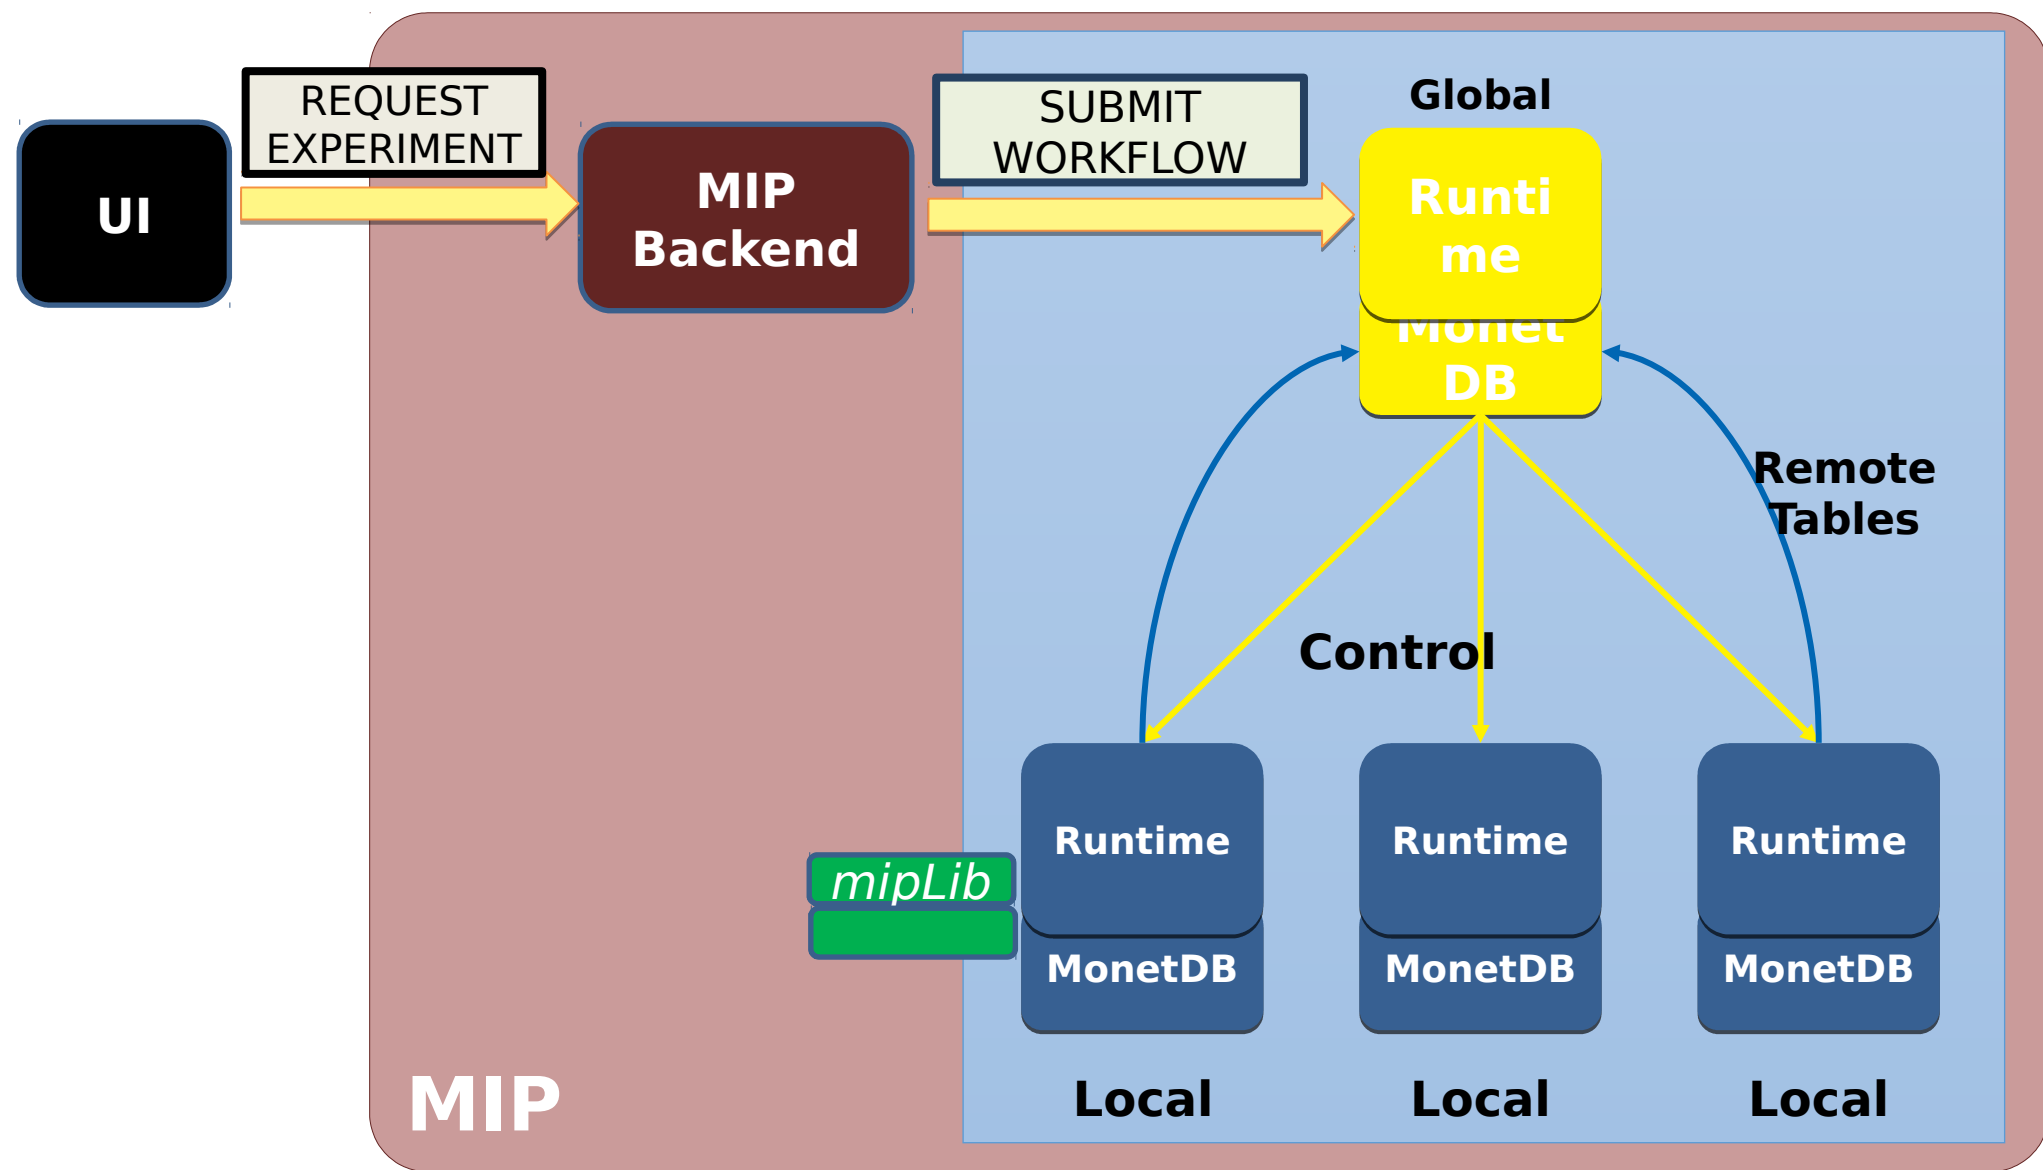 REQUEST
EXPERIMENT
SUBMIT
WORKFLOW
Global
UI
MIP
Backend
Runti
me
Monet
DB
Remote
Tables
Control
Runtime
Runtime
Runtime
mipLib
MonetDB
MonetDB
MonetDB
MIP
Local
Local
Local